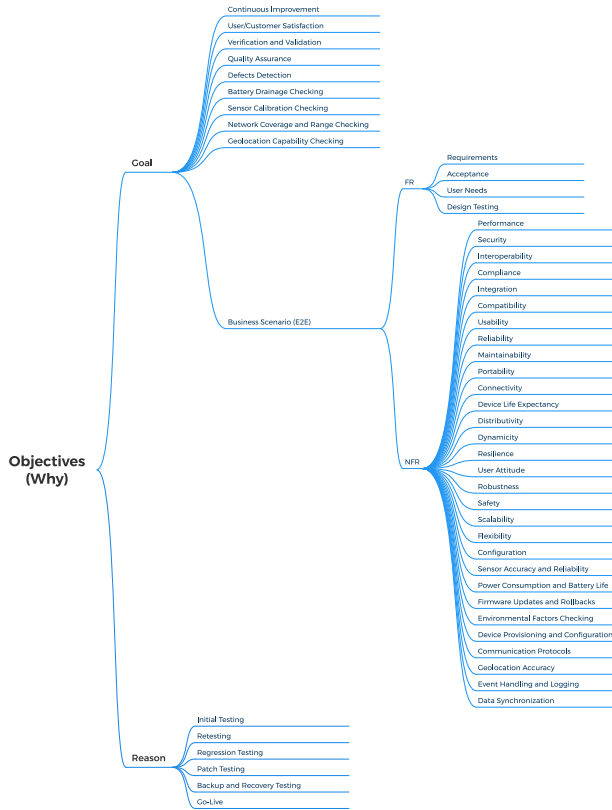 Continuous Improvement
User/Customer Satisfaction
Verification and Validation
Quality Assurance
Defects Detection
Battery Drainage Checking
Sensor Calibration Checking
Network Coverage and Range Checking
Geolocation Capability Checking
Goal
Requirements
Acceptance
FR
User Needs
Design Testing
Performance
Security
Interoperability
Compliance
Integration
Compatibility
Business Scenario (E2E)
Usability
Reliability
Maintainability
Portability
Connectivity
Device Life Expectancy
Distributivity
Dynamicity
Resilience
Objectives
(Why)
NFR
User Attitude
Robustness
Safety
Scalability
Flexibility
Configuration
Sensor Accuracy and Reliability
Power Consumption and Battery Life
Firmware Updates and Rollbacks
Environmental Factors Checking
Device Provisioning and Configuration
Communication Protocols
Geolocation Accuracy
Event Handling and Logging
Data Synchronization
Initial Testing
Retesting
Regression Testing
Reason
Patch Testing
Backup and Recovery Testing
Go-Live